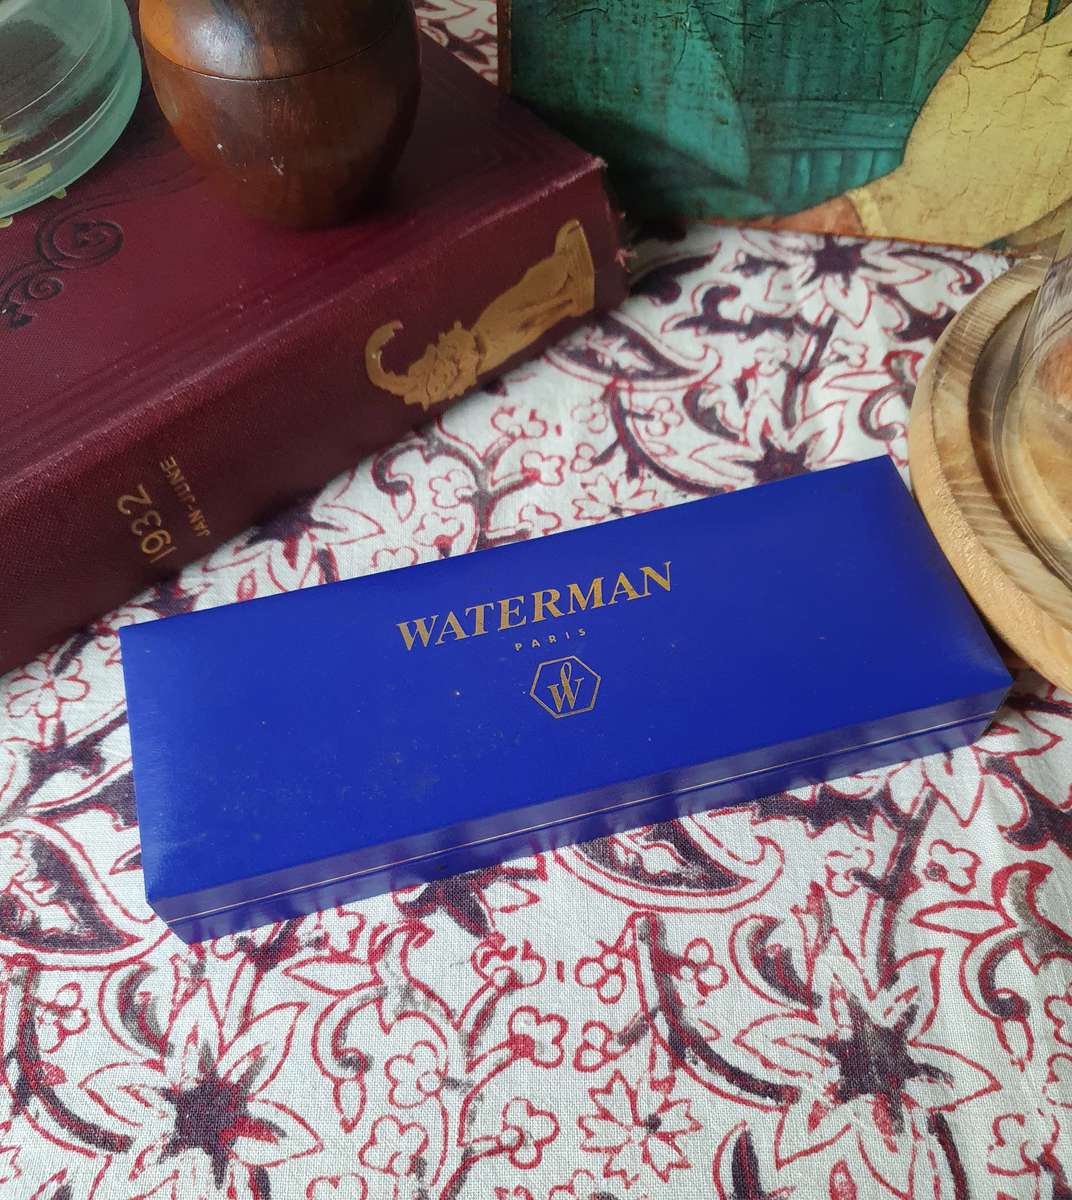 1932
JAN-JUNE
WATERMAN
PARIS
W